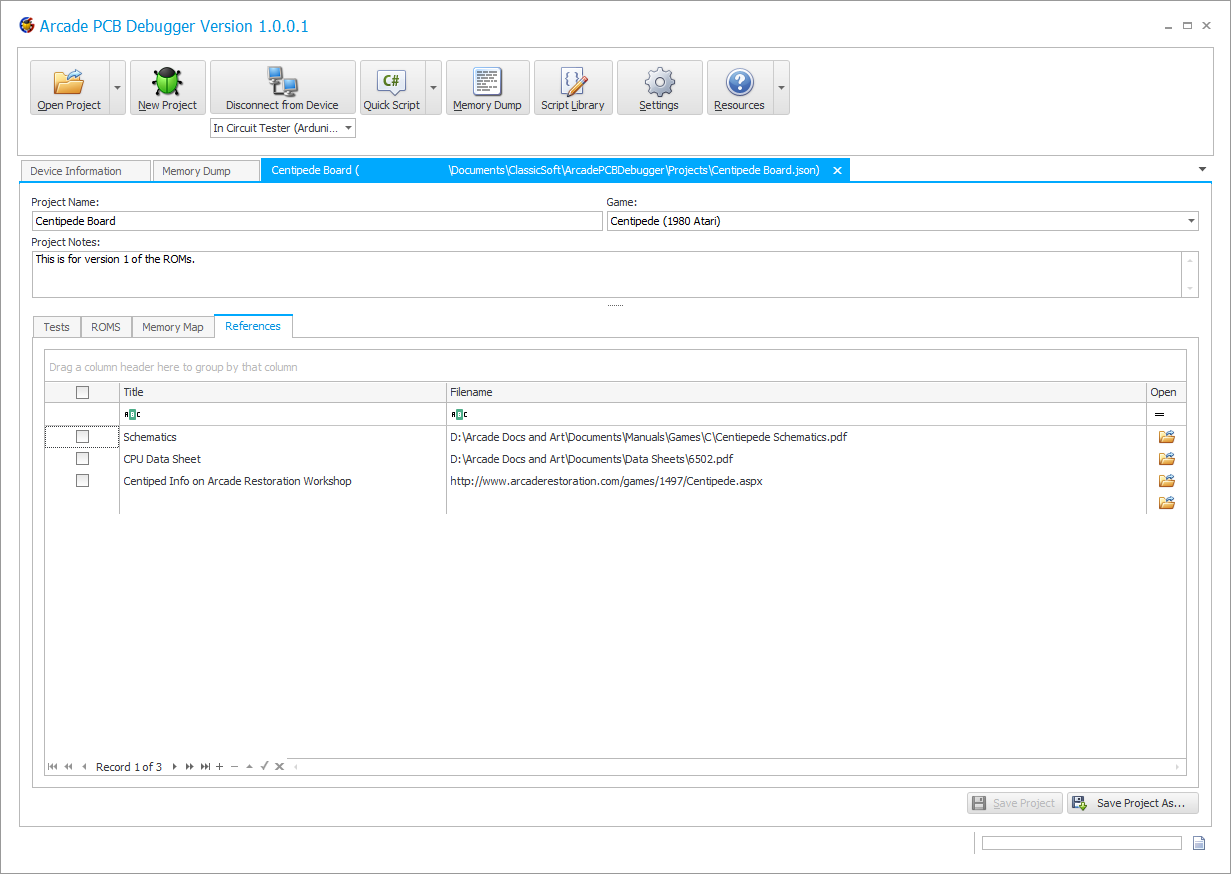 Arcade PCB Debugger Version 1.0.0.1
Open Project New Project Disconnect from Device C# Quick Script Memory Dump Script Library Settings Resources
In Circuit Tester (Arduni...
Device Information Memory Dump Centipede Board ( \Documents\ClassicSoft\ArcadePCBDebugger\Projects\Centipede Board.json)
Project Name: Game:
Centipede Board Centipede (1980 Atari)
Project Notes:
This is for version 1 of the ROMs.
Tests ROMS Memory Map References
Drag a column header here to group by that column
Title Filename Open
ABC ABC =
Schematics D:\Arcade Docs and Art\Documents\Manuals\Games\C\Centiepede Schematics.pdf
CPU Data Sheet D:\Arcade Docs and Art\Documents\Data Sheets\6502.pdf
Centiped Info on Arcade Restoration Workshop http://www.arcaderestoration.com/games/1497/Centipede.aspx
Record 1 of 3
Save Project Save Project As...